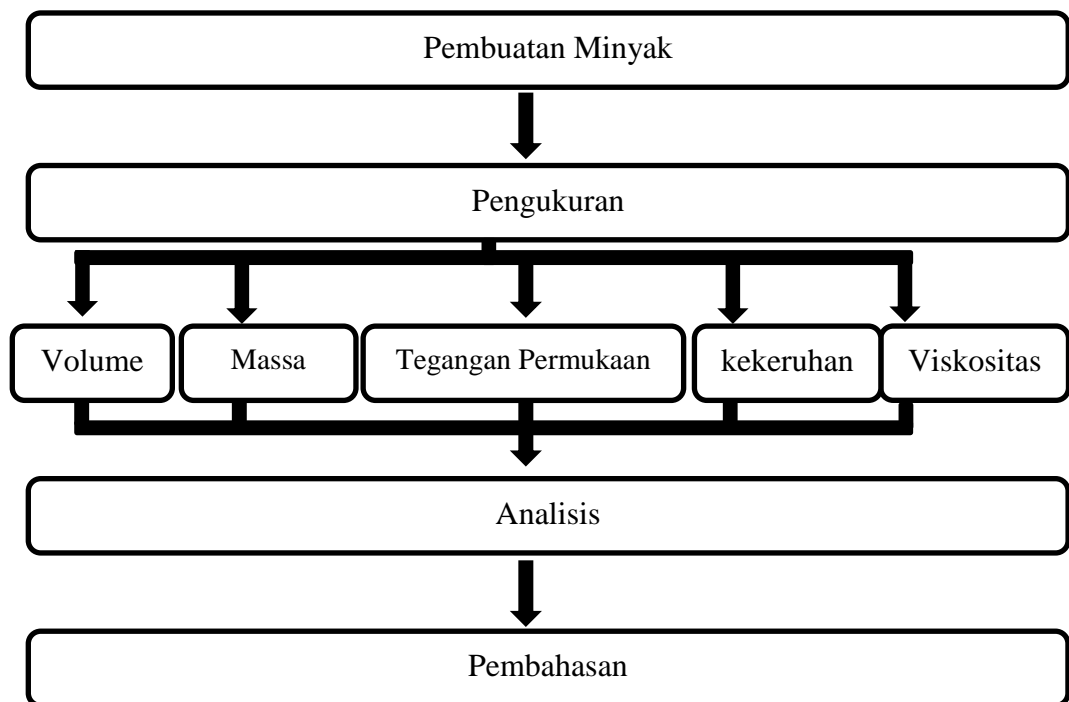 Pembuatan Minyak
Pengukuran
Volume
Massa
Tegangan Permukaan
kekeruhan
Viskositas
Analisis
Pembahasan